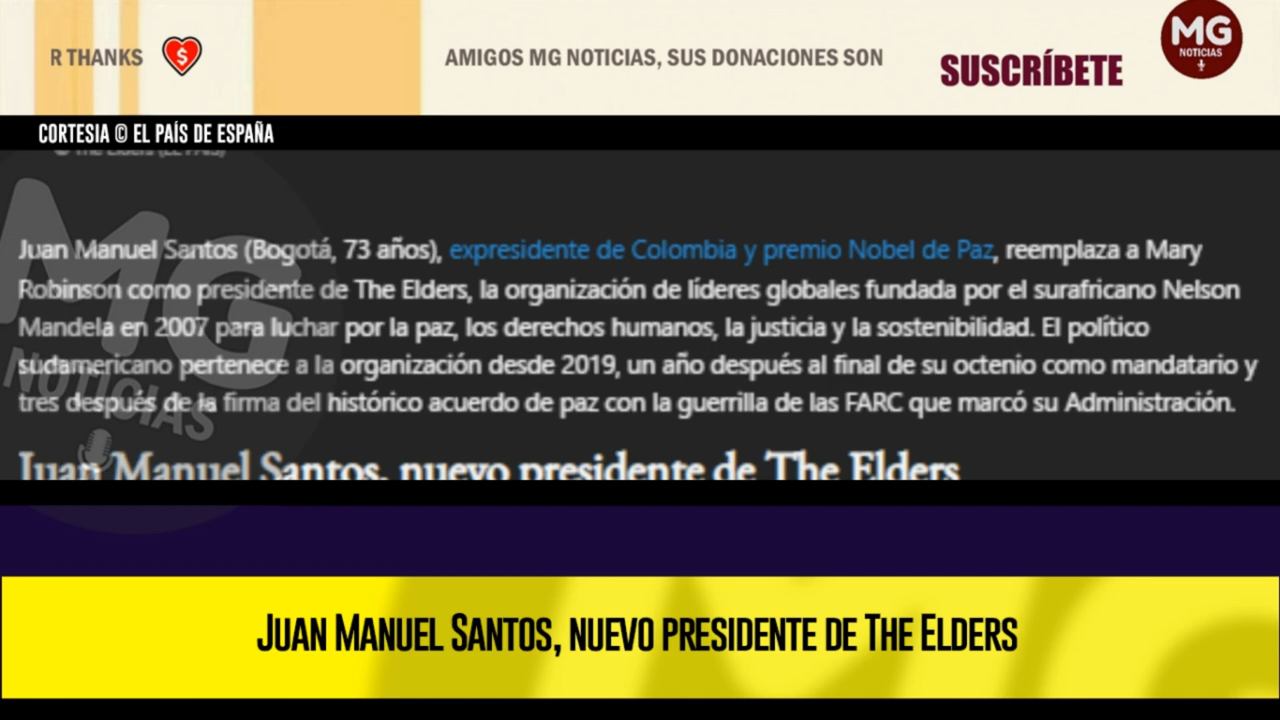 R THANKS
AMIGOS MG NOTICIAS, SUS DONACIONES SON
SUSCRÍBETE
MG
NOTICIAS
CORTESIA © EL PAÍS DE ESPAÑA
The Elders (EL PAÍS)
Juan Manuel Santos (Bogotá, 73 años), expresidente de Colombia y premio Nobel de Paz, reemplaza a Mary
Robinson como presidente de The Elders, la organización de líderes globales fundada por el surafricano Nelson
Mandela en 2007 para luchar por la paz, los derechos humanos, la justicia y la sostenibilidad. El político
sudamericano pertenece a la organización desde 2019, un año después al final de su octenio como mandatario y
tres después de la firma del histórico acuerdo de paz con la guerrilla de las FARC que marcó su Administración.
MG
NOTICIAS
Juan Manuel Santos, nuevo presidente de The Elders
JUAN MANUEL SANTOS, NUEVO PRESIDENTE DE THE ELDERS